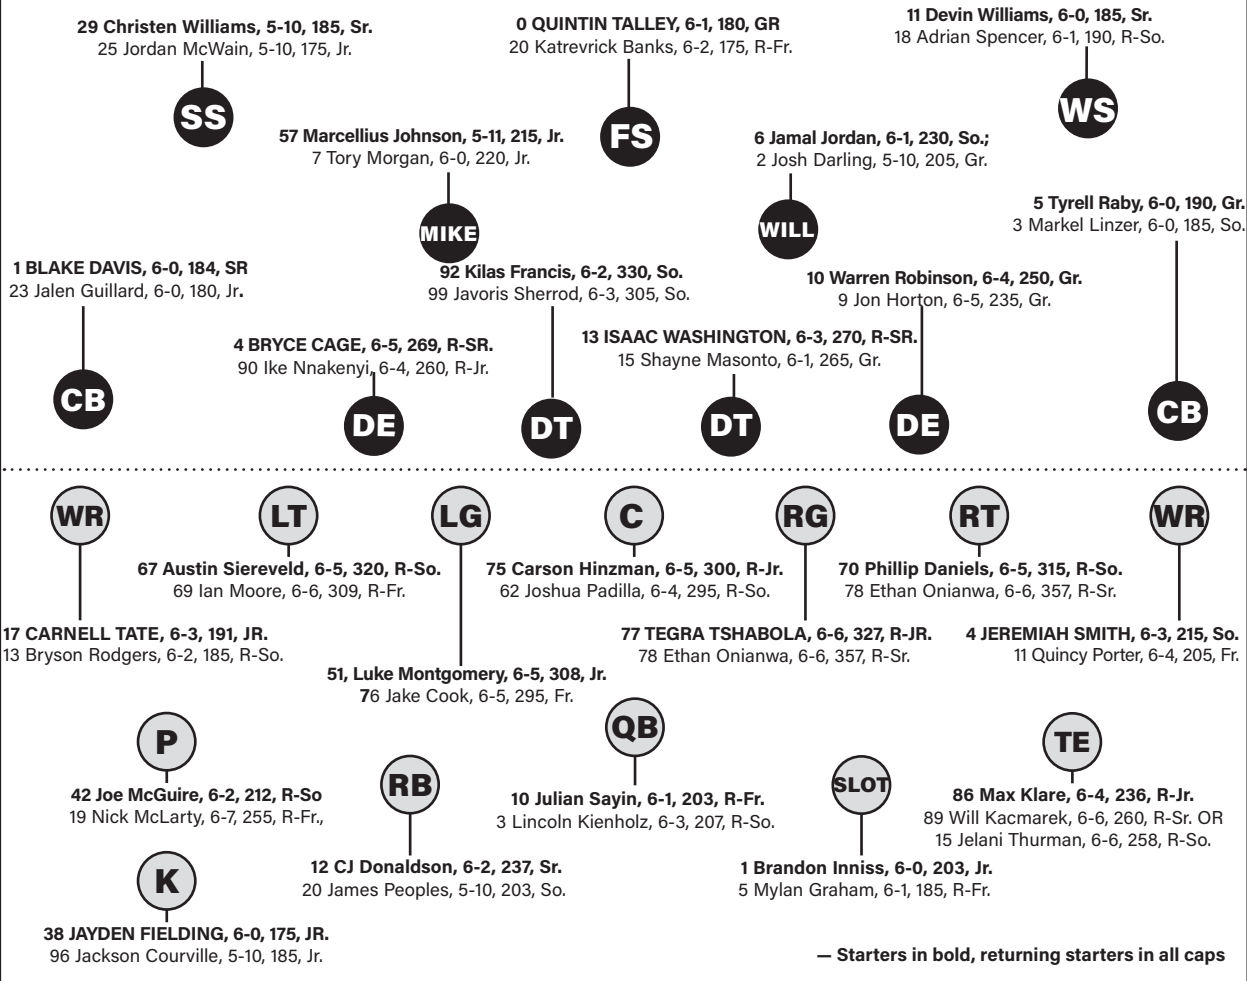 29 Christen Williams, 5-10, 185, Sr.
25 Jordan McWain, 5-10, 175, Jr.
SS
0 QUINTIN TALLEY, 6-1, 180, GR
20 Katrevrick Banks, 6-2, 175, R-Fr.
FS
11 Devin Williams, 6-0, 185, Sr.
18 Adrian Spencer, 6-1, 190, R-So.
WS
57 Marcellius Johnson, 5-11, 215, Jr.
7 Tory Morgan, 6-0, 220, Jr.
MIKE
6 Jamal Jordan, 6-1, 230, So.;
2 Josh Darling, 5-10, 205, Gr.
WILL
5 Tyrell Raby, 6-0, 190, Gr.
3 Markel Linzer, 6-0, 185, So.
CB
1 BLAKE DAVIS, 6-0, 184, SR
23 Jalen Guillard, 6-0, 180, Jr.
CB
4 BRYCE CAGE, 6-5, 269, R-SR.
90 Ike Nnakenyi, 6-4, 260, R-Jr.
DE
92 Kilas Francis, 6-2, 330, So.
99 Javoris Sherrod, 6-3, 305, So.
DT
13 ISAAC WASHINGTON, 6-3, 270, R-SR.
15 Shayne Masonto, 6-1, 265, Gr.
DT
10 Warren Robinson, 6-4, 250, Gr.
9 Jon Horton, 6-5, 235, Gr.
DE
WR
17 CARNELL TATE, 6-3, 191, JR.
13 Bryson Rodgers, 6-2, 185, R-So.
LT
67 Austin Siereveld, 6-5, 320, R-So.
69 Ian Moore, 6-6, 309, R-Fr.
LG
51, Luke Montgomery, 6-5, 308, Jr.
76 Jake Cook, 6-5, 295, Fr.
C
75 Carson Hinzman, 6-5, 300, R-Jr.
62 Joshua Padilla, 6-4, 295, R-So.
RG
77 TEGRA TSHABOLA, 6-6, 327, R-JR.
78 Ethan Onianwa, 6-6, 357, R-Sr.
RT
70 Phillip Daniels, 6-5, 315, R-So.
78 Ethan Onianwa, 6-6, 357, R-Sr.
WR
4 JEREMIAH SMITH, 6-3, 215, So.
11 Quincy Porter, 6-4, 205, Fr.
P
42 Joe McGuire, 6-2, 212, R-So
19 Nick McLarty, 6-7, 255, R-Fr.,
RB
12 CJ Donaldson, 6-2, 237, Sr.
20 James Peoples, 5-10, 203, So.
QB
10 Julian Sayin, 6-1, 203, R-Fr.
3 Lincoln Kienholz, 6-3, 207, R-So.
SLOT
1 Brandon Inniss, 6-0, 203, Jr.
5 Mylan Graham, 6-1, 185, R-Fr.
TE
86 Max Klare, 6-4, 236, R-Jr.
89 Will Kacmarek, 6-6, 260, R-Sr. OR
15 Jelani Thurman, 6-6, 258, R-So.
K
38 JAYDEN FIELDING, 6-0, 175, JR.
96 Jackson Courville, 5-10, 185, Jr.
— Starters in bold, returning starters in all caps